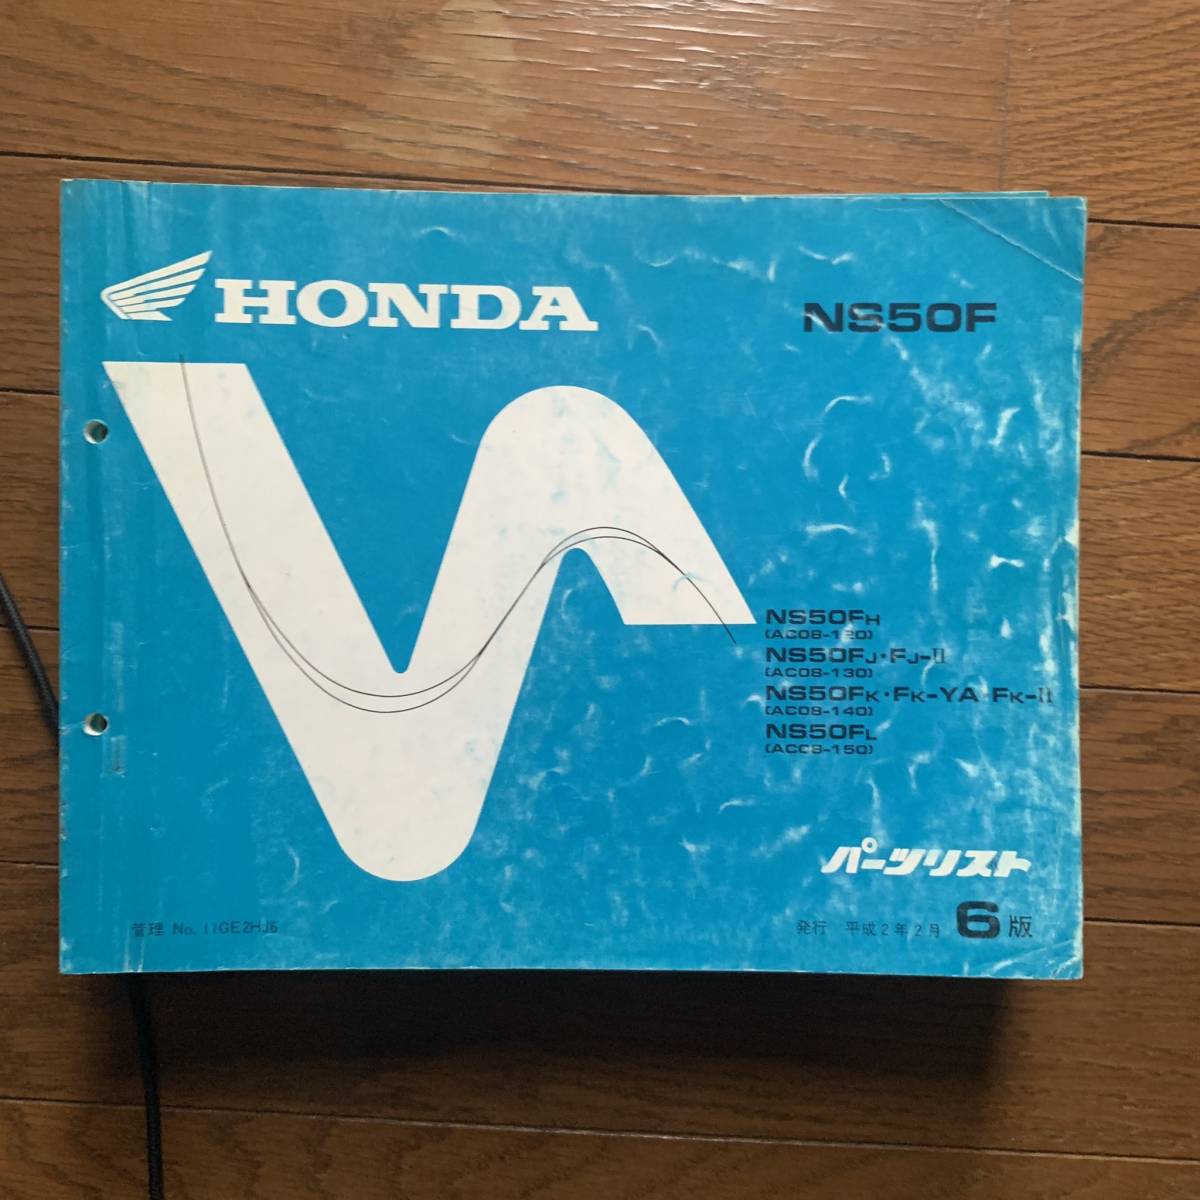 HONDA
NS50F
NS50FH
(AC08-120)
NS50FJ・FJ-II
(AC08-130)
NS50FK・FK-YA・FK-II
(AC08-140)
NS50FL
(AC08-150)
パーツリスト
管理 No. 11GE2HJ6
発行 平成2年2月 6版